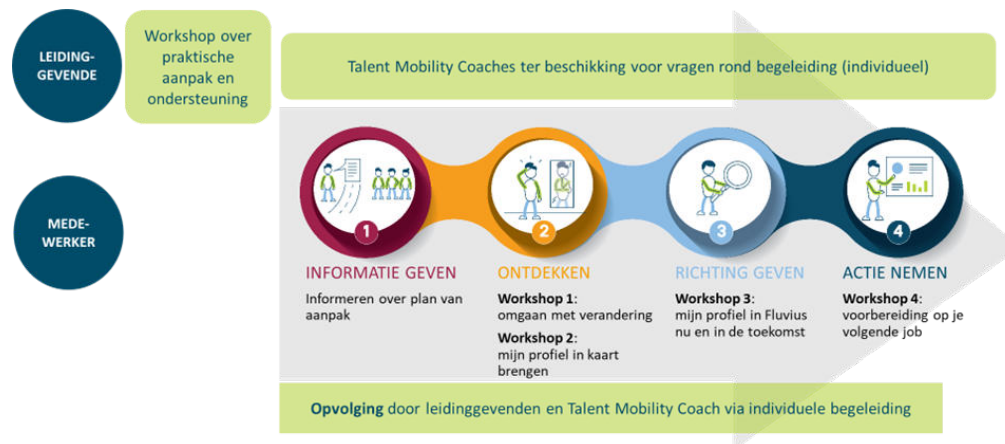 LEIDING-
GEVENDE
Workshop over
praktische
aanpak en
ondersteuning
Talent Mobility Coaches ter beschikking voor vragen rond begeleiding (individueel)
MEDE-
WERKER
1
INFORMATIE GEVEN
Informeren over plan van
aanpak
2
ONTDEKKEN
Workshop 1:
omgaan met verandering
Workshop 2:
mijn profiel in kaart
brengen
3
RICHTING GEVEN
Workshop 3:
mijn profiel in Fluvius
nu en in de toekomst
4
ACTIE NEMEN
Workshop 4:
voorbereiding op je
volgende job
Opvolging door leidinggevenden en Talent Mobility Coach via individuele begeleiding